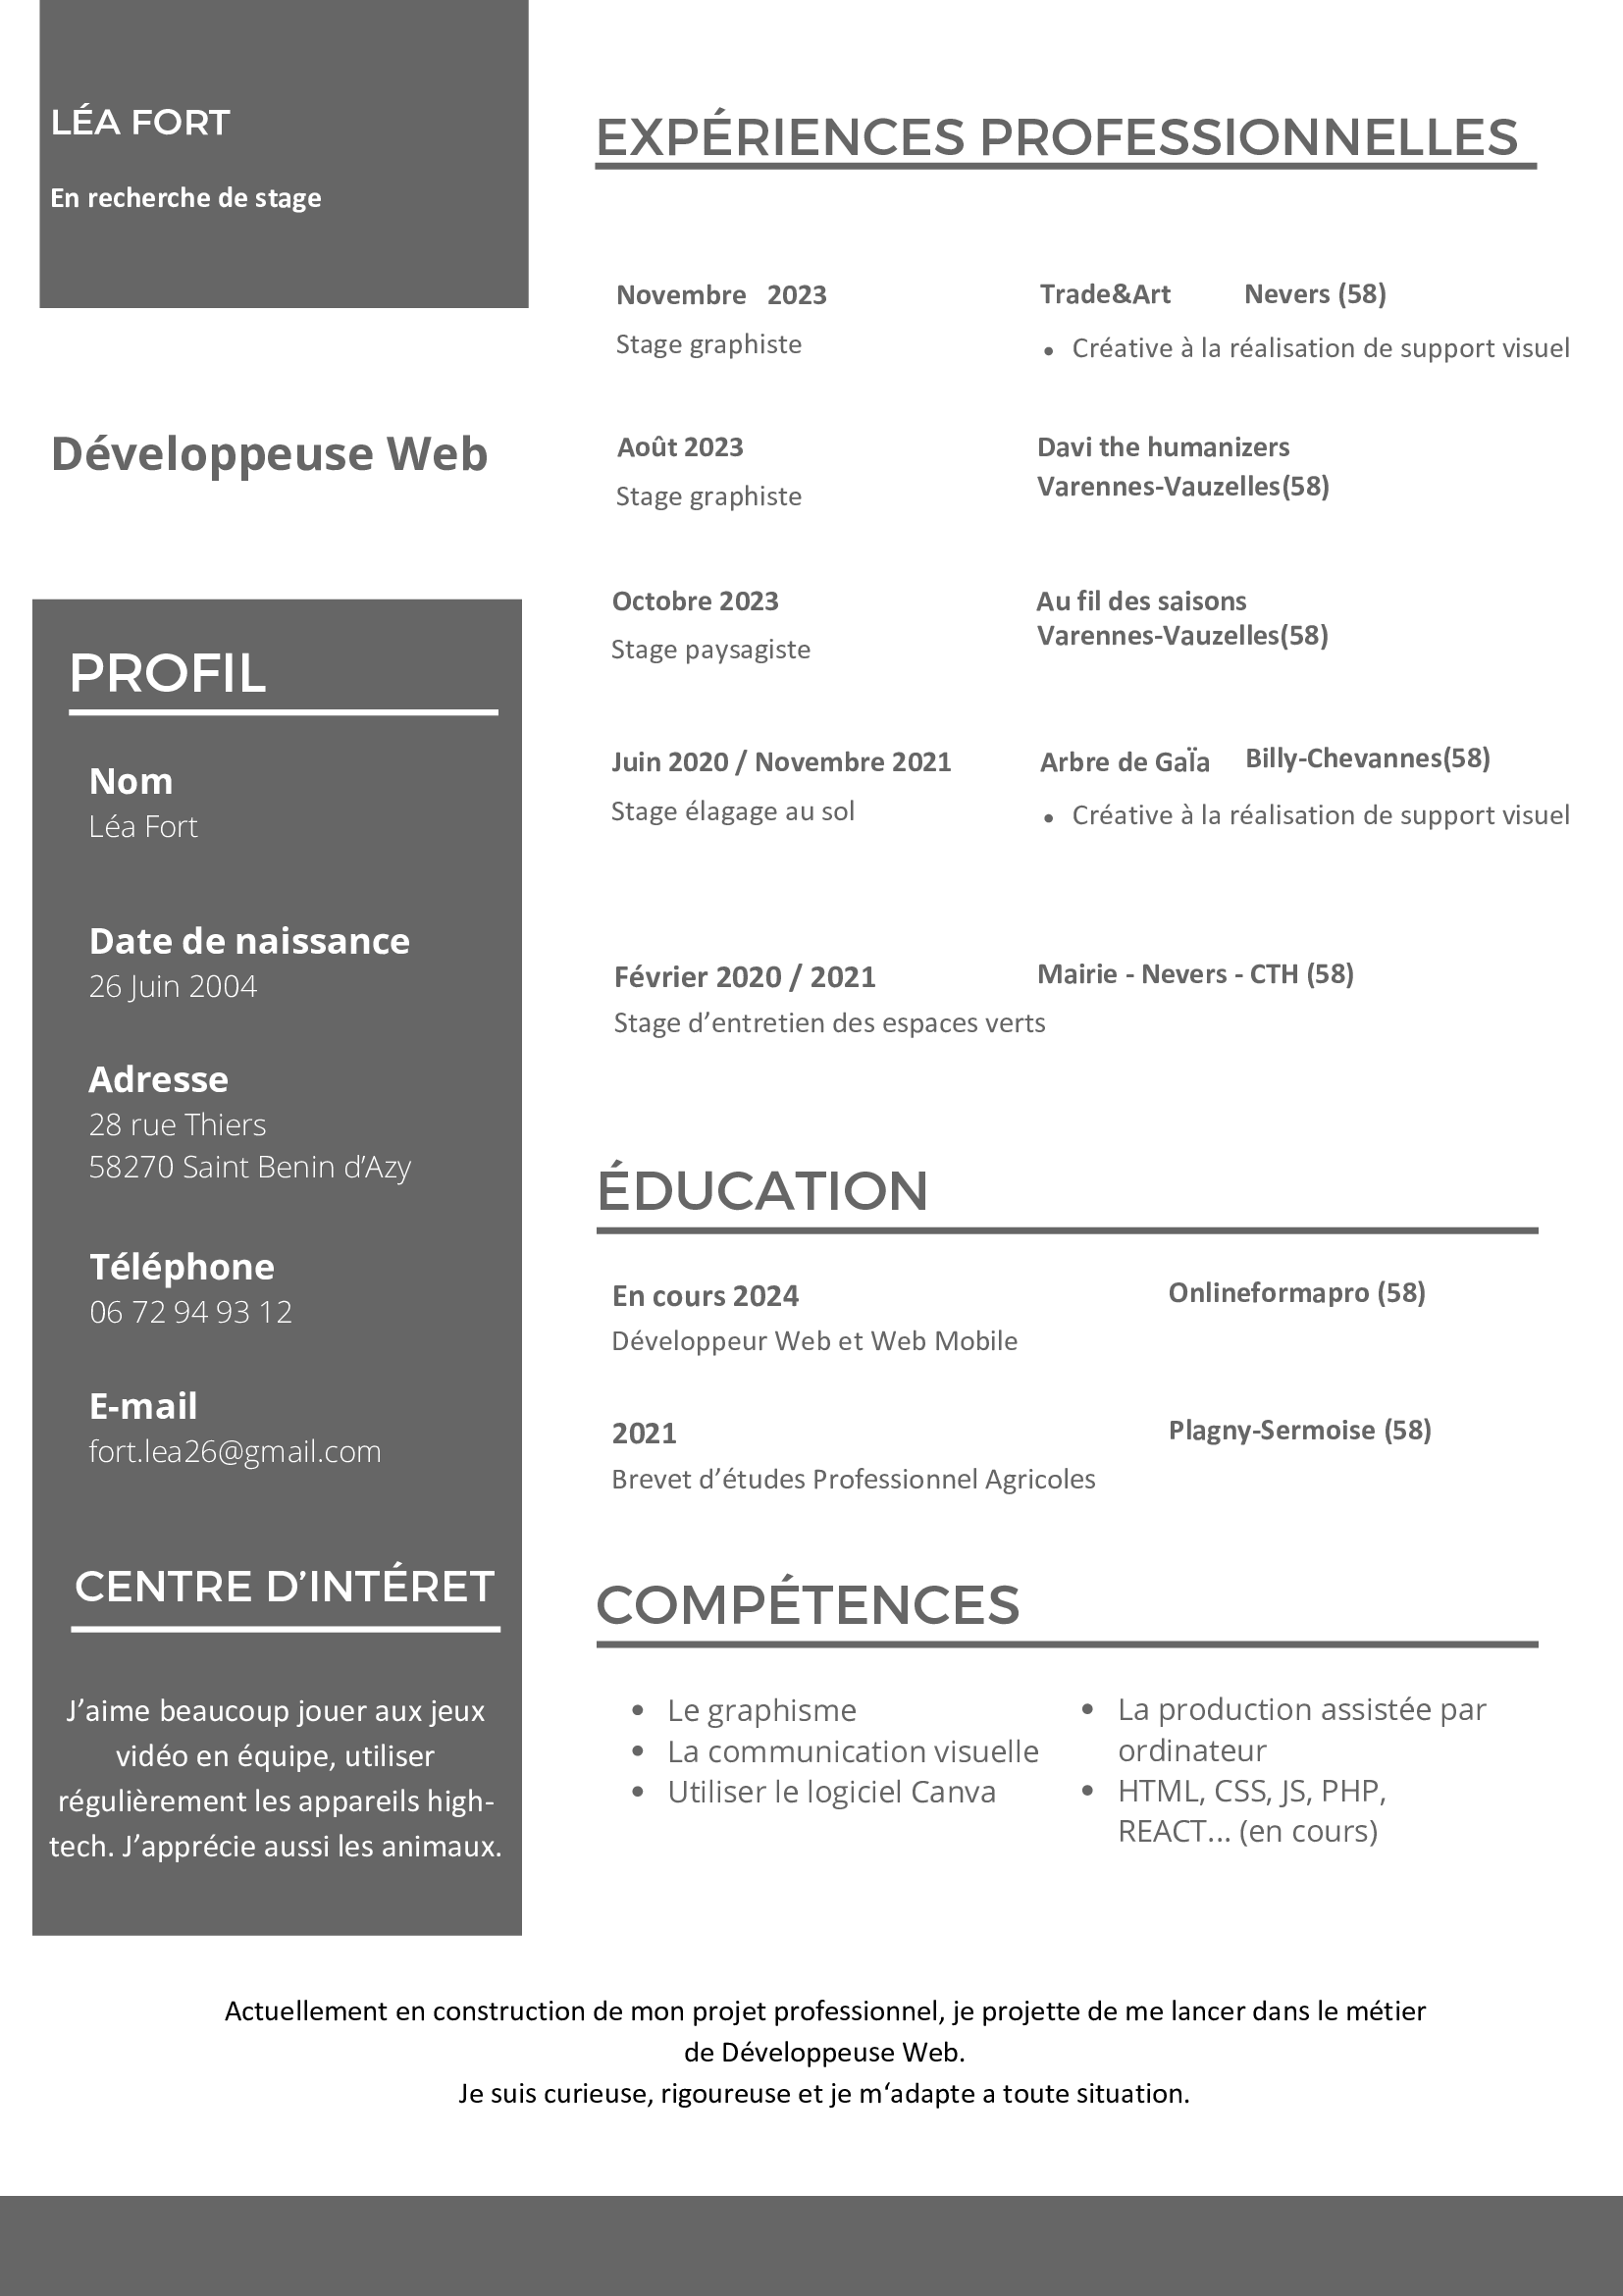 LÉA FORT
En recherche de stage
Développeuse Web
PROFIL
Nom
Léa Fort
Date de naissance
26 Juin 2004
Adresse
28 rue Thiers
58270 Saint Benin d’Azy
Téléphone
06 72 94 93 12
E-mail
fort.lea26@gmail.com
CENTRE D’INTÉRET
J’aime beaucoup jouer aux jeux
vidéo en équipe, utiliser
régulièrement les appareils high-
tech. J’apprécie aussi les animaux.
EXPÉRIENCES PROFESSIONNELLES
Novembre 2023
Trade&Art Nevers (58)
Stage graphiste
• Créative à la réalisation de support visuel
Août 2023
Davi the humanizers
Varennes-Vauzelles(58)
Stage graphiste
Octobre 2023
Au fil des saisons
Varennes-Vauzelles(58)
Stage paysagiste
Juin 2020 / Novembre 2021
Arbre de GaÏa Billy-Chevannes(58)
Stage élagage au sol
• Créative à la réalisation de support visuel
Février 2020 / 2021
Mairie - Nevers - CTH (58)
Stage d’entretien des espaces verts
ÉDUCATION
En cours 2024
Onlineformapro (58)
Développeur Web et Web Mobile
2021
Plagny-Sermoise (58)
Brevet d’études Professionnel Agricoles
COMPÉTENCES
• Le graphisme
• La communication visuelle
• Utiliser le logiciel Canva
• La production assistée par
ordinateur
• HTML, CSS, JS, PHP,
REACT... (en cours)
Actuellement en construction de mon projet professionnel, je projette de me lancer dans le métier
de Développeuse Web.
Je suis curieuse, rigoureuse et je m‘adapte a toute situation.